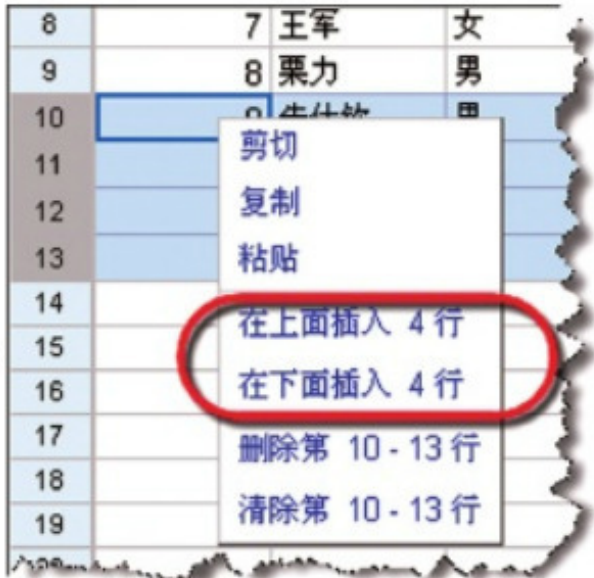 8 7 王军 女
9 8 栗力 男
10
11
12
13
14
15
16
17
18
19
剪切
复制
粘贴
在上面插入 4 行
在下面插入 4 行
删除第 10 - 13 行
清除第 10 - 13 行